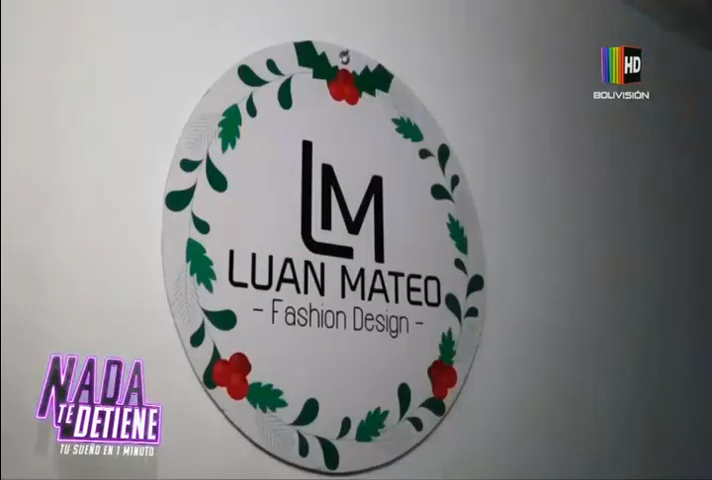 HD
BOLIVISIÓN
LM
LUAN MATEO
- Fashion Design -
NADA
TE
DETIENE
TU SUEÑO EN 1 MINUTO